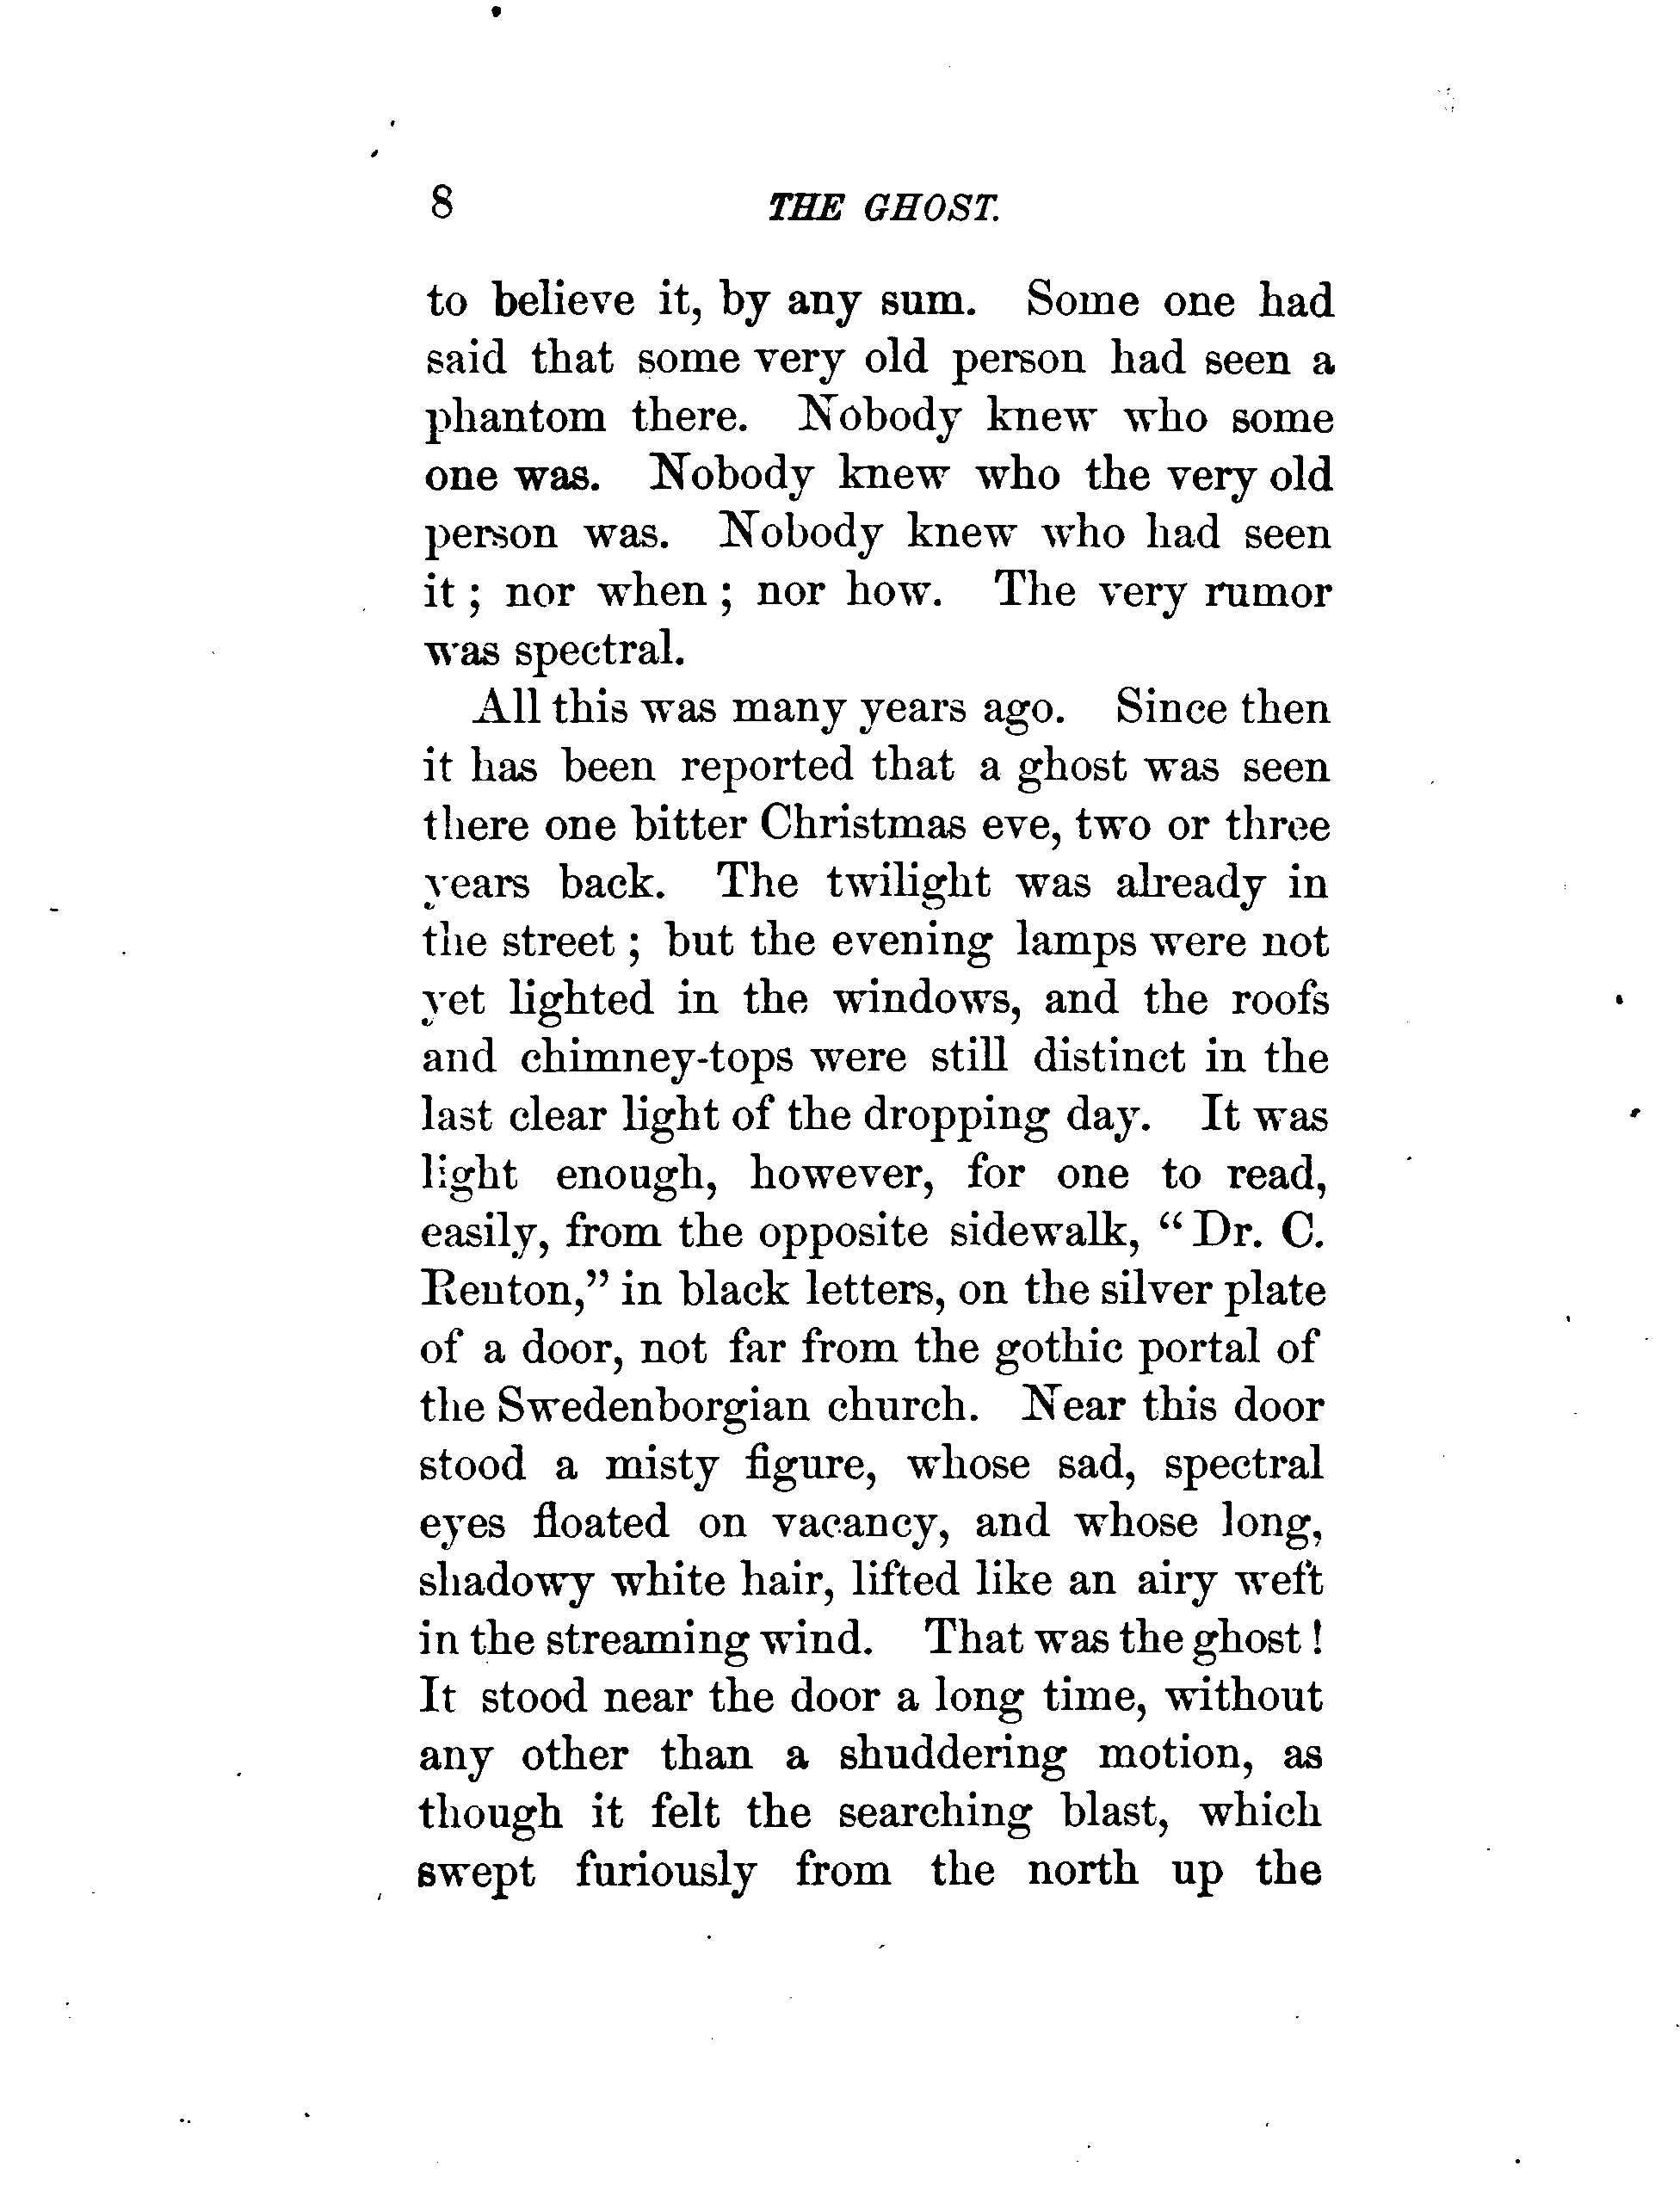 8 THE GHOST.
to believe it, by any sum. Some one had
said that some very old person had seen a
phantom there. Nobody knew who some
one was. Nobody knew who the very old
person was. Nobody knew who had seen
it ; nor when ; nor how. The very rumor
was spectral.
All this was many years ago. Since then
it has been reported that a ghost was seen
there one bitter Christmas eve, two or three
years back. The twilight was already in
the street ; but the evening lamps were not
yet lighted in the windows, and the roofs
and chimney-tops were still distinct in the
last clear light of the dropping day. It was
light enough, however, for one to read,
easily, from the opposite sidewalk, “Dr. C.
Renton,” in black letters, on the silver plate
of a door, not far from the gothic portal of
the Swedenborgian church. Near this door
stood a misty figure, whose sad, spectral
eyes floated on vacancy, and whose long,
shadowy white hair, lifted like an airy weft
in the streaming wind. That was the ghost !
It stood near the door a long time, without
any other than a shuddering motion, as
though it felt the searching blast, which
swept furiously from the north up the